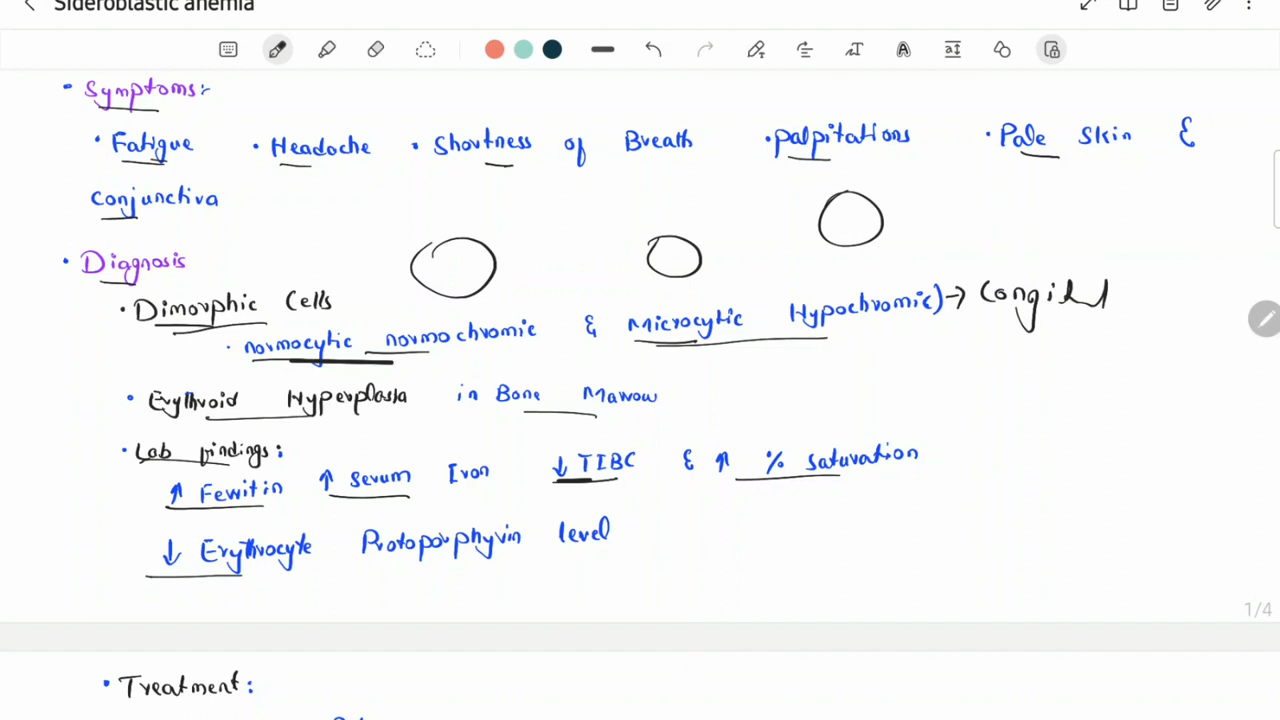 Sideroblastic anemia
• Symptoms:
• Fatigue • Headache • Shortness of Breath • Palpitations • Pale Skin &
conjunctiva
• Diagnosis
• Dimorphic Cells
• normocytic normochromic & Microcytic Hypochromic) →
• Erythroid Hyperplasia in Bone Marrow
• Lab findings:
↑ Ferritin ↑ Serum Iron ↓ TIBC & ↑ % Saturation
↓ Erythrocyte Protoporphyrin level
1/4
• Treatment: